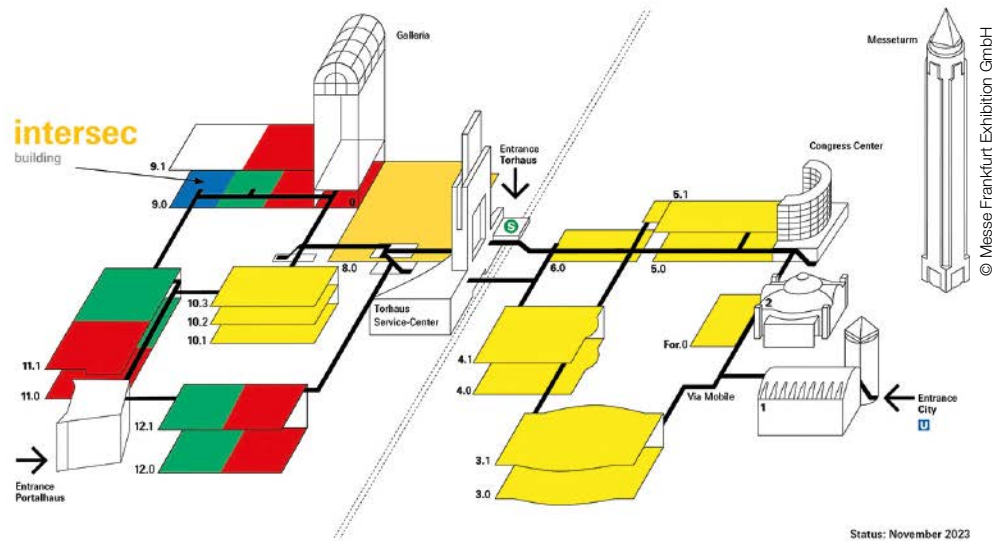 Galleria
Messeturm
© Messe Frankfurt Exhibition GmbH
intersec
building
Entrance
Torhaus
Congress Center
9.1
5.1
S
9.0
0
8.0
6.0
5.0
2
10.3
10.2
10.1
Torhaus
Service-Center
For.0
11.1
4.1
11.0
4.0
Via Mobile
1
Entrance
City
U
12.1
12.0
3.1
3.0
Entrance
Portalhaus
Status: November 2023